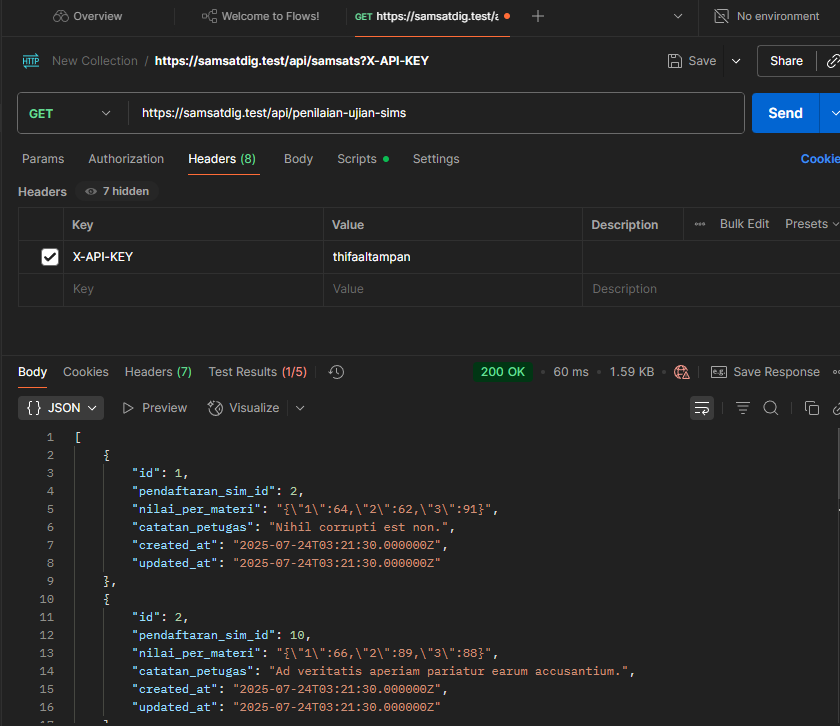 Overview Welcome to Flows! GET https://samsatdig.test/a No environment
New Collection / https://samsatdig.test/api/samsats?X-API-KEY Save Share
GET https://samsatdig.test/api/penilaian-ujian-sims Send
Params Authorization Headers (8) Body Scripts Settings Cookie
Headers 7 hidden
Key Value Description Bulk Edit Presets
X-API-KEY thifaaltampan
Key Value Description
Body Cookies Headers (7) Test Results (1/5) 200 OK 60 ms 1.59 KB e.g. Save Response
{} JSON Preview Visualize
1 [
2 {
3 "id": 1,
4 "pendaftaran_sim_id": 2,
5 "nilai_per_materi": "{\"1\":64,\"2\":62,\"3\":91}",
6 "catatan_petugas": "Nihil corrupti est non.",
7 "created_at": "2025-07-24T03:21:30.000000Z",
8 "updated_at": "2025-07-24T03:21:30.000000Z"
9 },
10 {
11 "id": 2,
12 "pendaftaran_sim_id": 10,
13 "nilai_per_materi": "{\"1\":66,\"2\":89,\"3\":88}",
14 "catatan_petugas": "Ad veritatis aperiam pariatur earum accusantium.",
15 "created_at": "2025-07-24T03:21:30.000000Z",
16 "updated_at": "2025-07-24T03:21:30.000000Z"